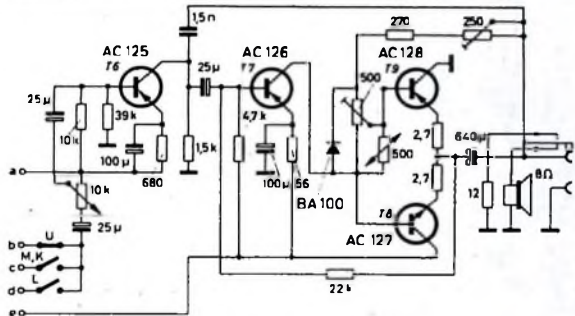 1,5n
270
250
AC 125
T6
25µ
AC 126
T7
AC 128
T9
25µ
10k
39k
100µ
680
1,5k
4,7k
100µ
56
500
500
BA 100
2,7
2,7
640µ
12
8Ω
T8
AC 127
a
10k
25µ
b
U
c
M, K
d
L
e
22k